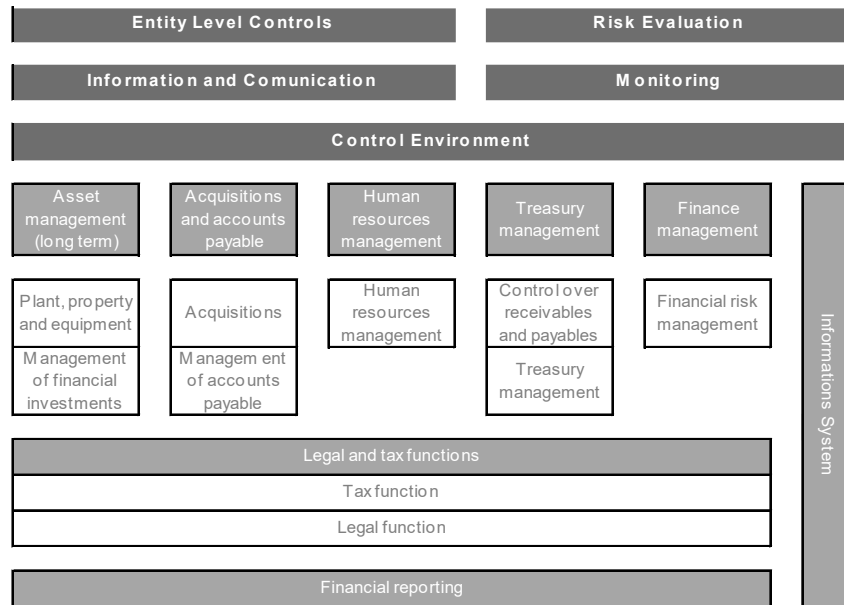 Entity Level Controls
Risk Evaluation
Information and Comunication
Monitoring
Control Environment
Asset
management
(long term)
Acquisitions
and accounts
payable
Human
resources
management
Treasury
management
Finance
management
Plant, property
and equipment
Acquisitions
Human
resources
management
Control over
receivables
and payables
Financial risk
management
Management
of financial
investments
Managem ent
of accounts
payable
Treasury
management
Informations System
Legal and tax functions
Tax function
Legal function
Financial reporting